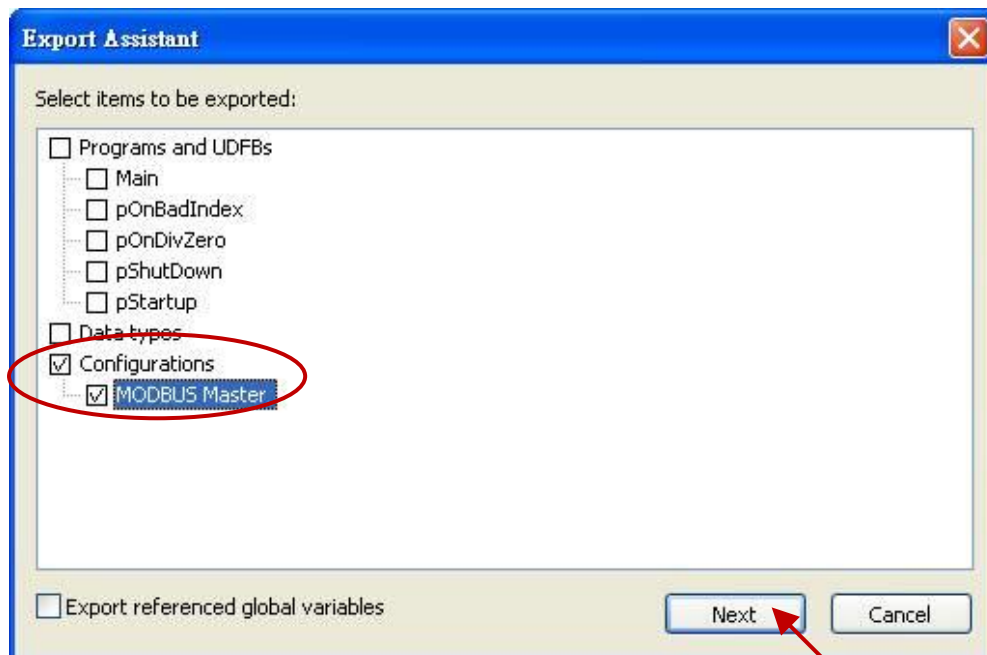 Export Assistant
Select items to be exported:
Programs and UDFBs
Main
pOnBadIndex
pOnDivZero
pShutDown
pStartup
Data types
Configurations
MODBUS Master
Export referenced global variables
Next
Cancel